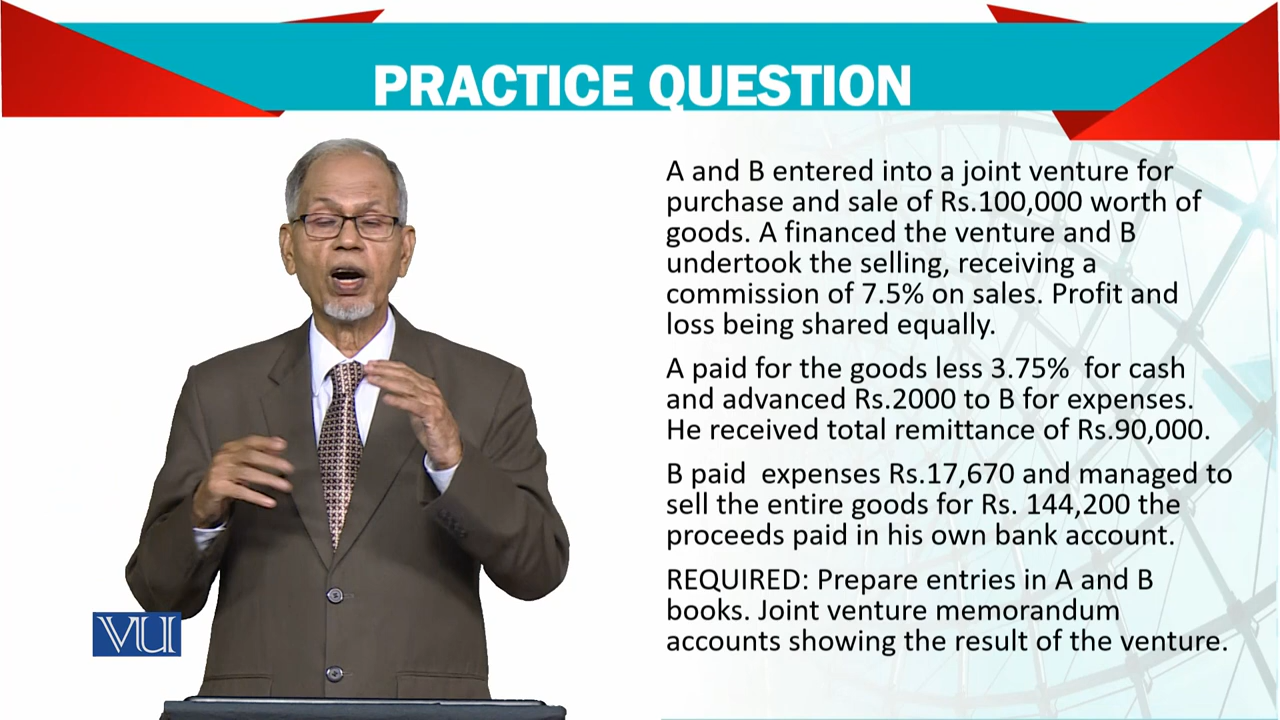 PRACTICE QUESTION
A and B entered into a joint venture for
purchase and sale of Rs.100,000 worth of
goods. A financed the venture and B
undertook the selling, receiving a
commission of 7.5% on sales. Profit and
loss being shared equally.
A paid for the goods less 3.75%  for cash
and advanced Rs.2000 to B for expenses.
He received total remittance of Rs.90,000.
B paid  expenses Rs.17,670 and managed to
sell the entire goods for Rs. 144,200 the
proceeds paid in his own bank account.
REQUIRED: Prepare entries in A and B
books. Joint venture memorandum
accounts showing the result of the venture.
VU